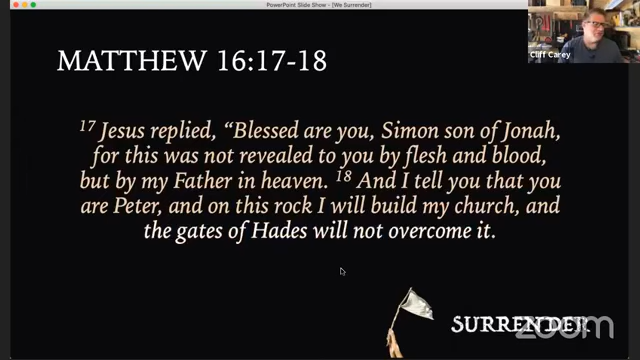 PowerPoint Slide Show - [We Surrender]
Cliff Carey
MATTHEW 16:17-18
17 Jesus replied, “Blessed are you, Simon son of Jonah,
for this was not revealed to you by flesh and blood,
but by my Father in heaven. 18 And I tell you that you
are Peter, and on this rock I will build my church, and
the gates of Hades will not overcome it.
SURRENDER
zoom